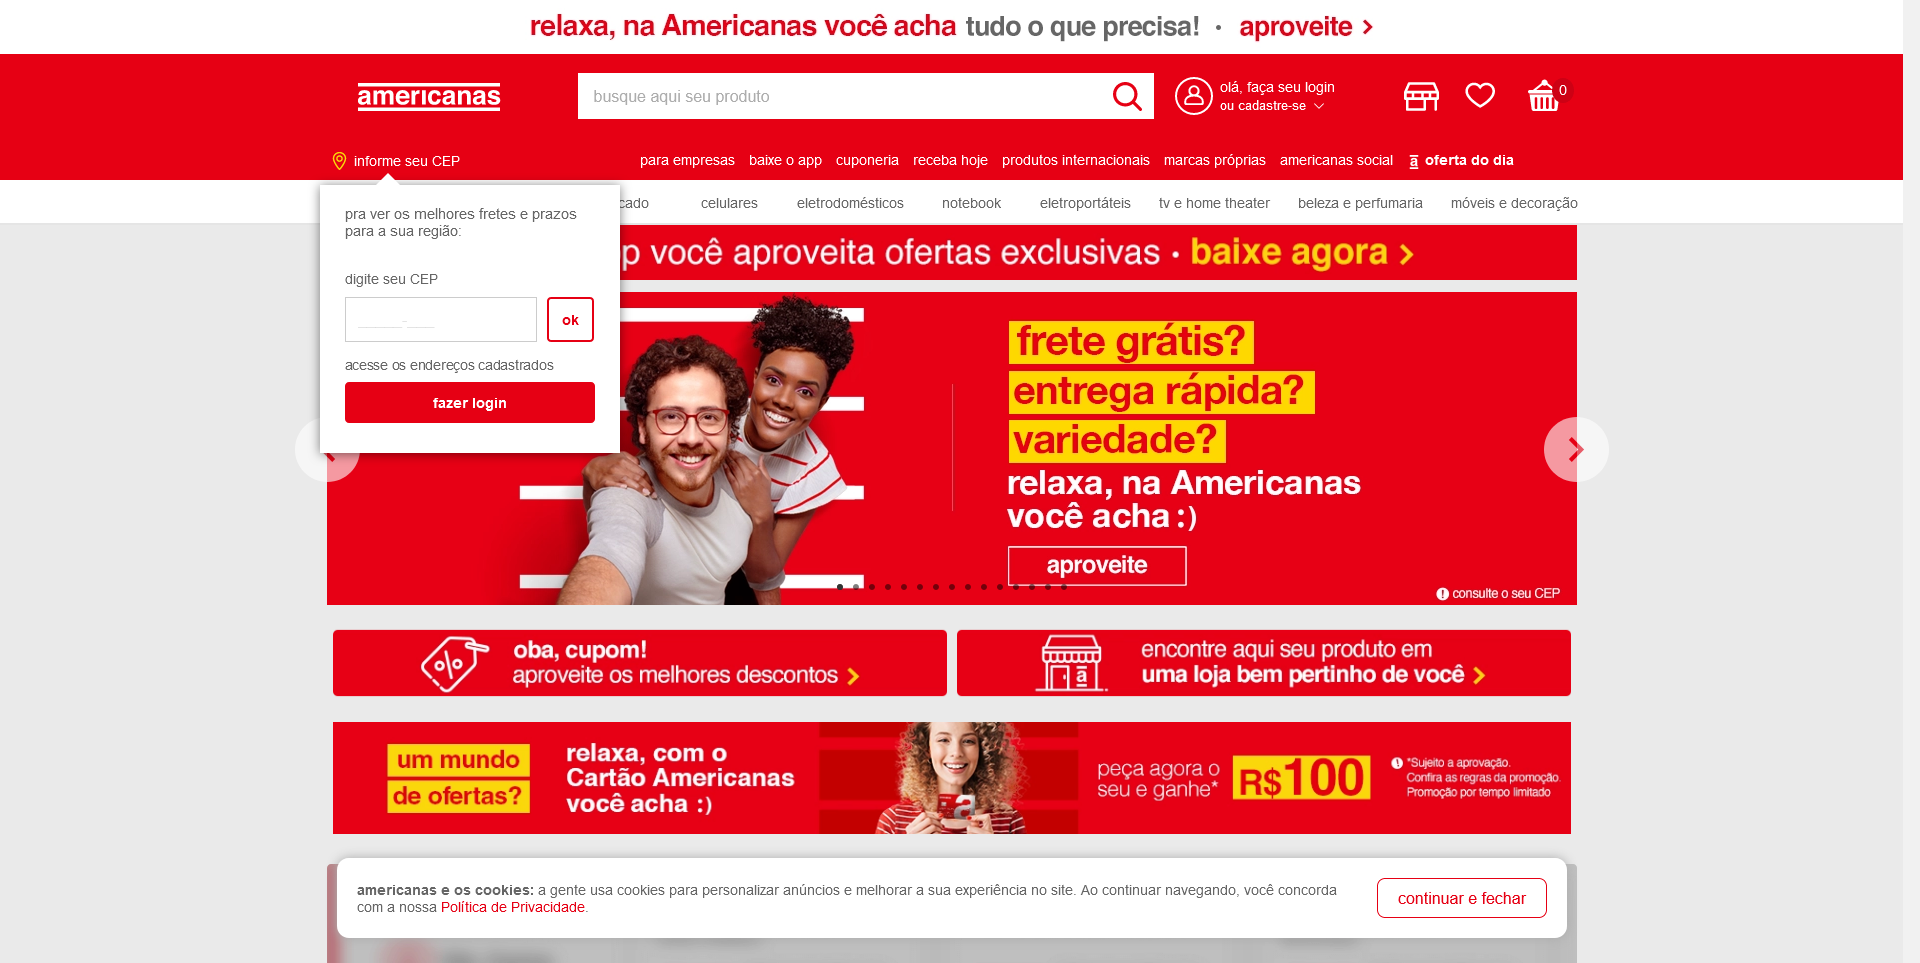 relaxa, na Americanas você acha tudo o que precisa! · aproveite >
americanas
busque aqui seu produto
olá, faça seu login
ou cadastre-se
0
informe seu CEP
para empresas baixe o app cuponeria receba hoje produtos internacionais marcas próprias americanas social oferta do dia
celulares eletrodomésticos notebook eletroportáteis tv e home theater beleza e perfumaria móveis e decoração
pra ver os melhores fretes e prazos
para a sua região:
digite seu CEP
_____-___
ok
acesse os endereços cadastrados
fazer login
você aproveita ofertas exclusivas · baixe agora >
frete grátis?
entrega rápida?
variedade?
relaxa, na Americanas
você acha :)
aproveite
consulte o seu CEP
oba, cupom!
aproveite os melhores descontos >
encontre aqui seu produto em
uma loja bem pertinho de você >
um mundo
de ofertas?
relaxa, com o
Cartão Americanas
você acha :)
peça agora o
seu e ganhe*
R$100
*Sujeito a aprovação.
Confira as regras da promoção.
Promoção por tempo limitado
americanas e os cookies: a gente usa cookies para personalizar anúncios e melhorar a sua experiência no site. Ao continuar navegando, você concorda
com a nossa Política de Privacidade.
continuar e fechar